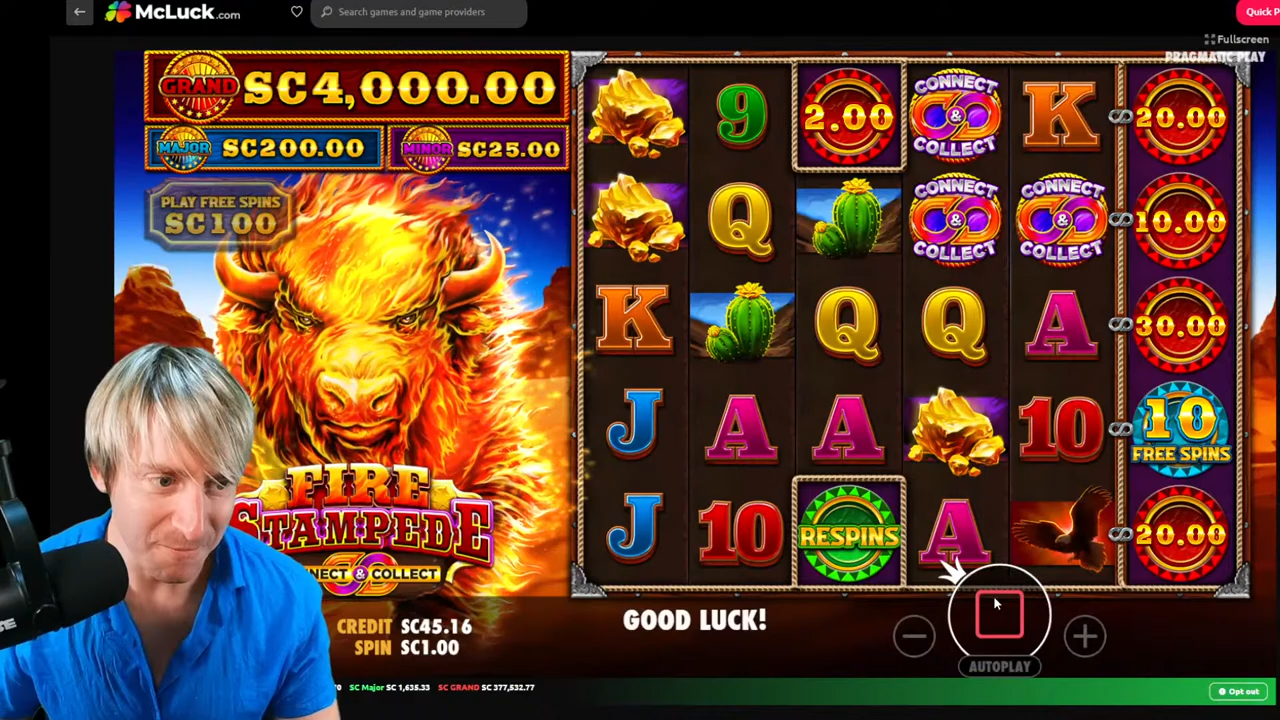 McLuck.com
Search games and game providers
Quick P
Fullscreen
PRAGMATIC PLAY
GRAND SC4,000.00
MAJOR SC200.00
MINOR SC25.00
PLAY FREE SPINS
SC100
FIRE
STAMPEDE
NNECT & COLLECT
9 2.00 CONNECT C&C COLLECT K 20.00
Q CONNECT C&C COLLECT CONNECT C&C COLLECT 10.00
K Q Q A 30.00
J A A 10 10 FREE SPINS
J 10 RESPINS A 20.00
CREDIT SC45.16
SPIN SC1.00
GOOD LUCK!
AUTOPLAY
SC Major SC 1,635.33 SC GRAND SC 377,532.77
Opt out